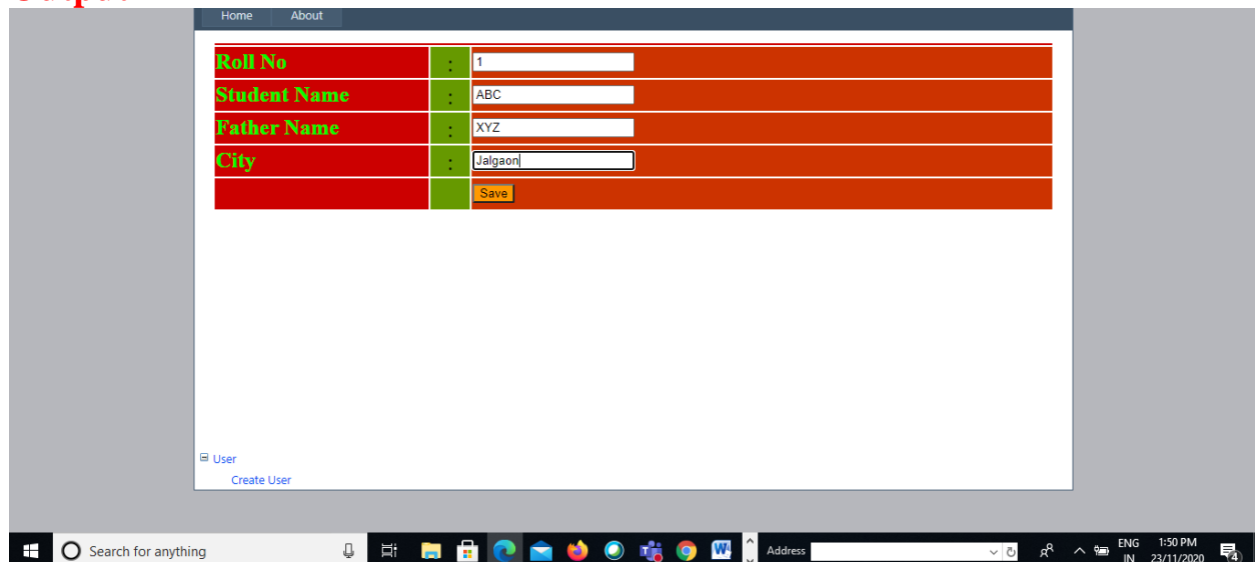 Home About
Roll No : 1
Student Name : ABC
Father Name : XYZ
City : Jalgaon
Save
User
Create User
Search for anything Address ENG 1:50 PM
IN 23/11/2020 4